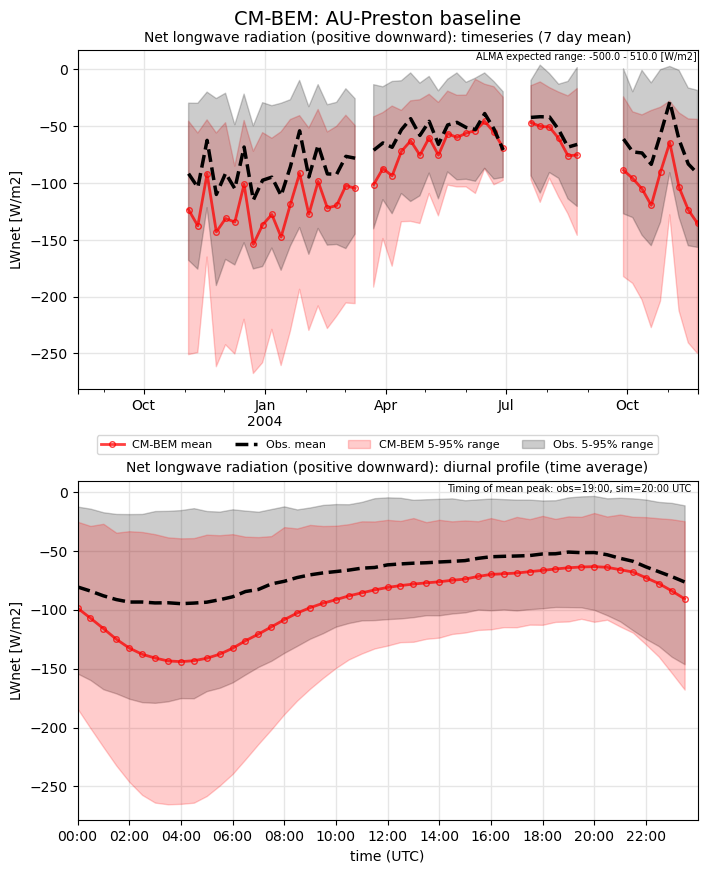 CM-BEM: AU-Preston baseline
Net longwave radiation (positive downward): timeseries (7 day mean)
ALMA expected range: -500.0 - 510.0 [W/m2]
0
−50
−100
−150
−200
−250
LWnet [W/m2]
Oct
Jan
2004
Apr
Jul
Oct
CM-BEM mean
Obs. mean
CM-BEM 5-95% range
Obs. 5-95% range
Net longwave radiation (positive downward): diurnal profile (time average)
Timing of mean peak: obs=19:00, sim=20:00 UTC
0
−50
−100
−150
−200
−250
LWnet [W/m2]
00:00
02:00
04:00
06:00
08:00
10:00
12:00
14:00
16:00
18:00
20:00
22:00
time (UTC)